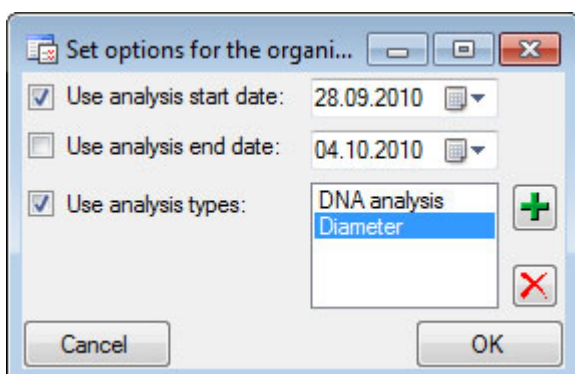 Set options for the organi...
Use analysis start date: 28.09.2010
Use analysis end date: 04.10.2010
Use analysis types: DNA analysis
Diameter
Cancel OK